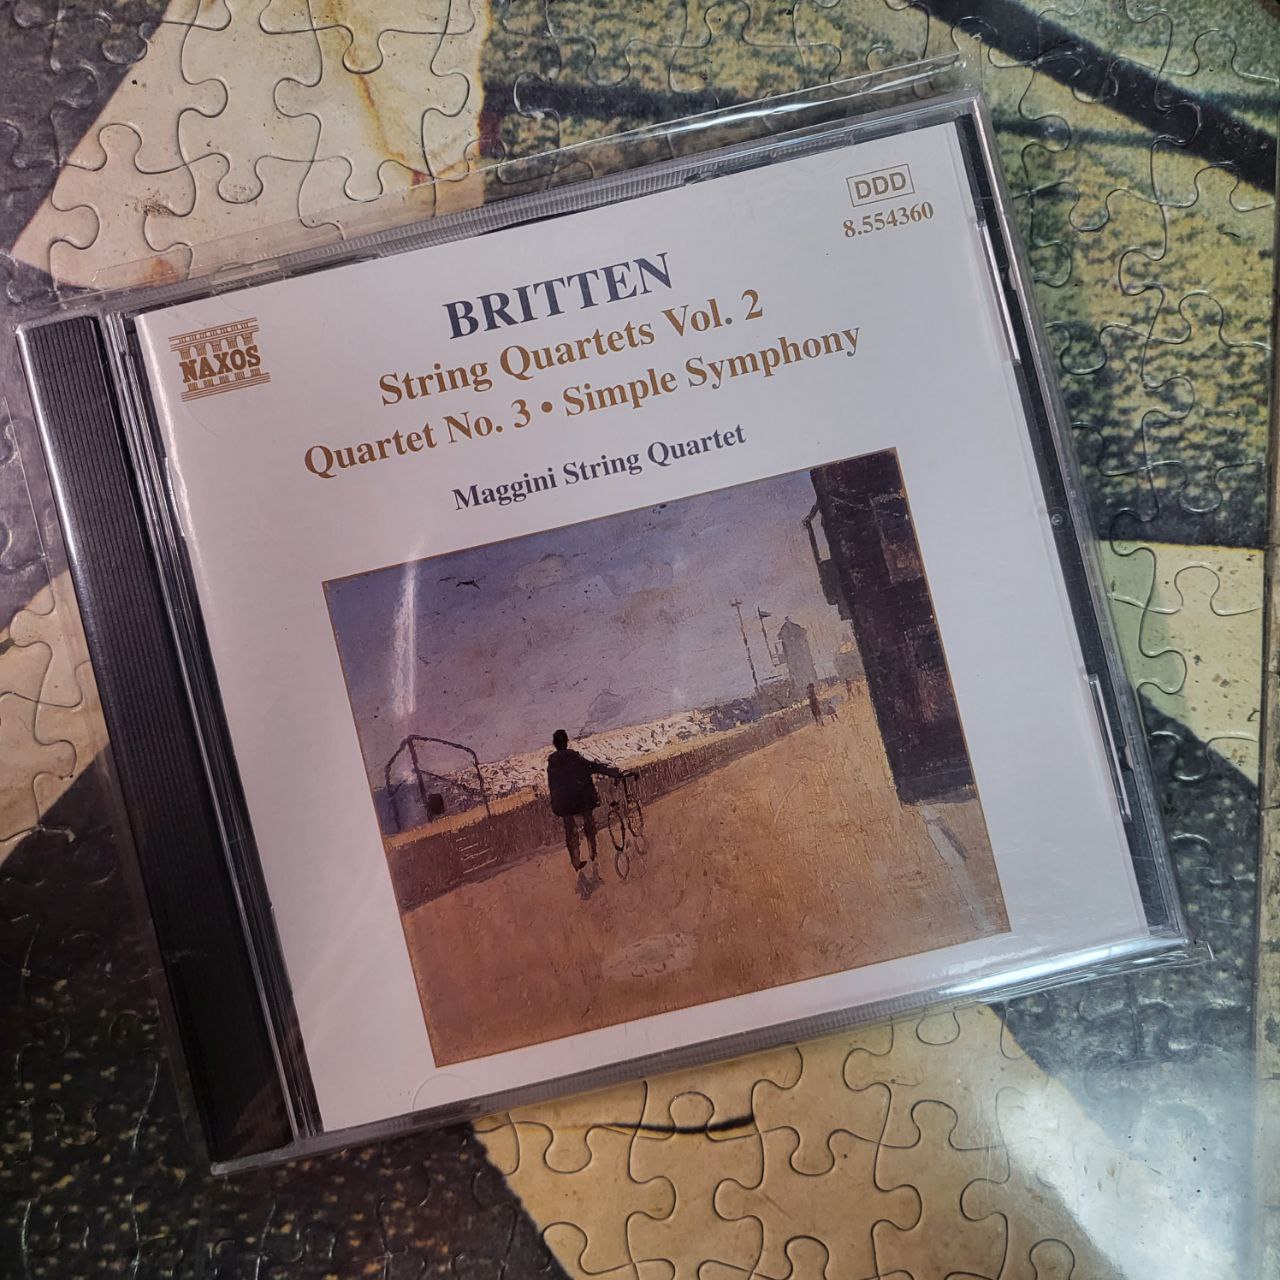 DDD
8.554360
NAXOS
BRITTEN
String Quartets Vol. 2
Quartet No. 3 • Simple Symphony
Maggini String Quartet